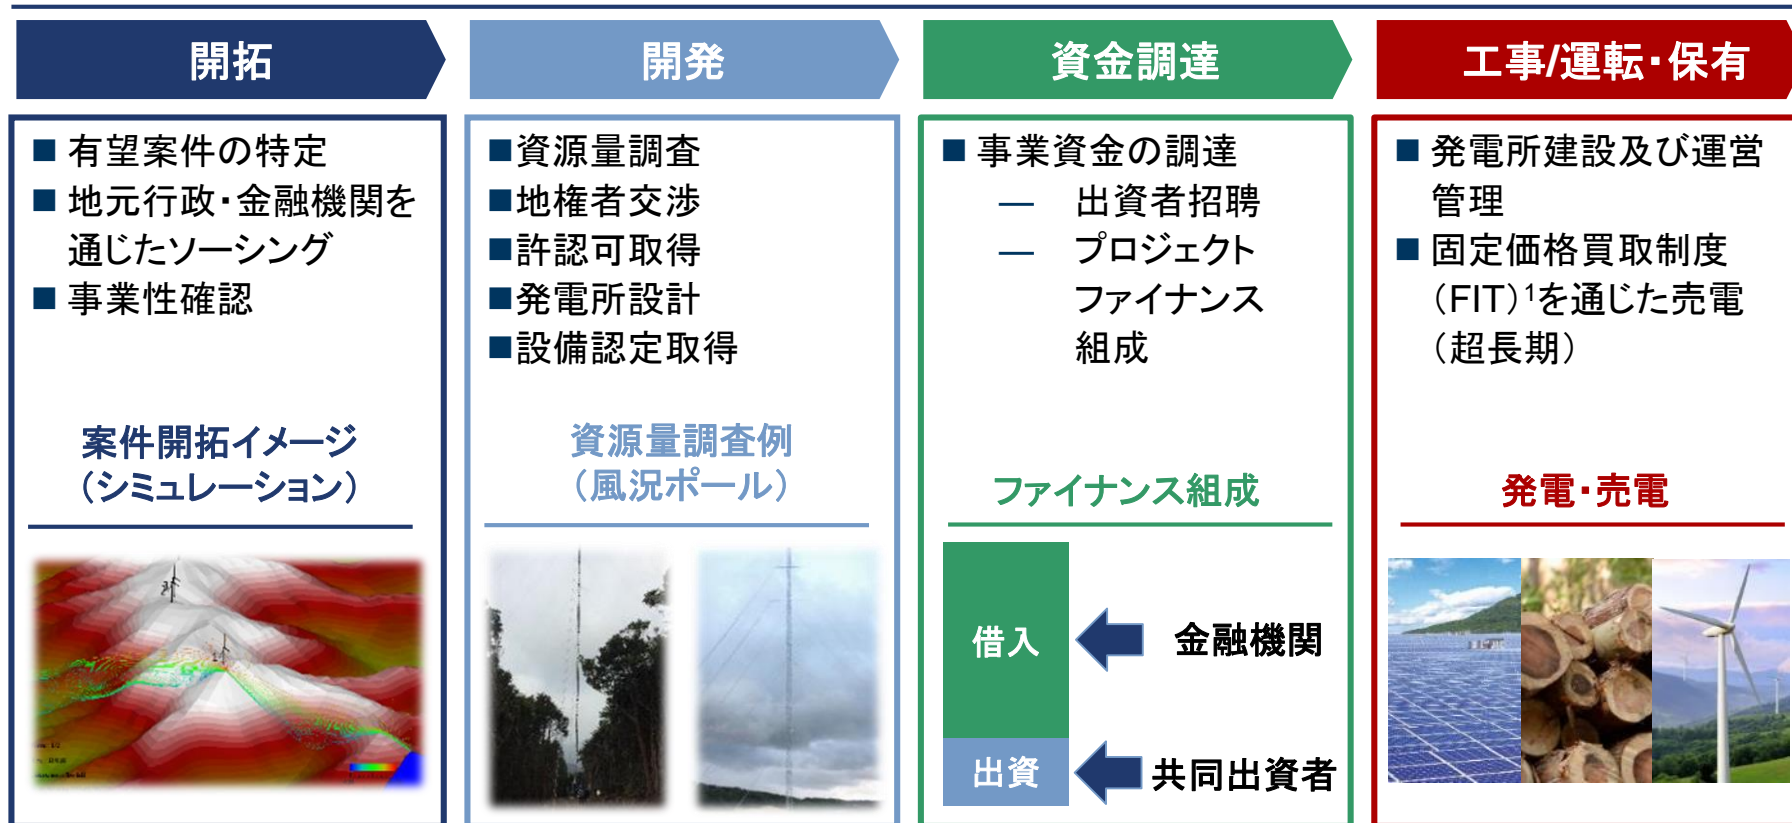 開拓
■ 有望案件の特定
■ 地元行政・金融機関を
通じたソーシング
■ 事業性確認
案件開拓イメージ
（シミュレーション）
開発
■資源量調査
■地権者交渉
■許認可取得
■発電所設計
■設備認定取得
資源量調査例
（風況ポール）
資金調達
■ 事業資金の調達
— 出資者招聘
— プロジェクト
ファイナンス
組成
ファイナンス組成
借入
金融機関
出資
共同出資者
工事/運転・保有
■ 発電所建設及び運営
管理
■ 固定価格買取制度
（FIT）¹を通じた売電
（超長期）
発電・売電